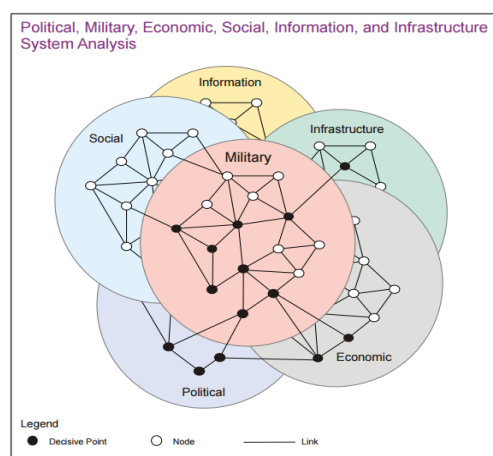 Political, Military, Economic, Social, Information, and Infrastructure
System Analysis
Information
Social
Infrastructure
Military
Economic
Political
Legend
Decisive Point
Node
Link